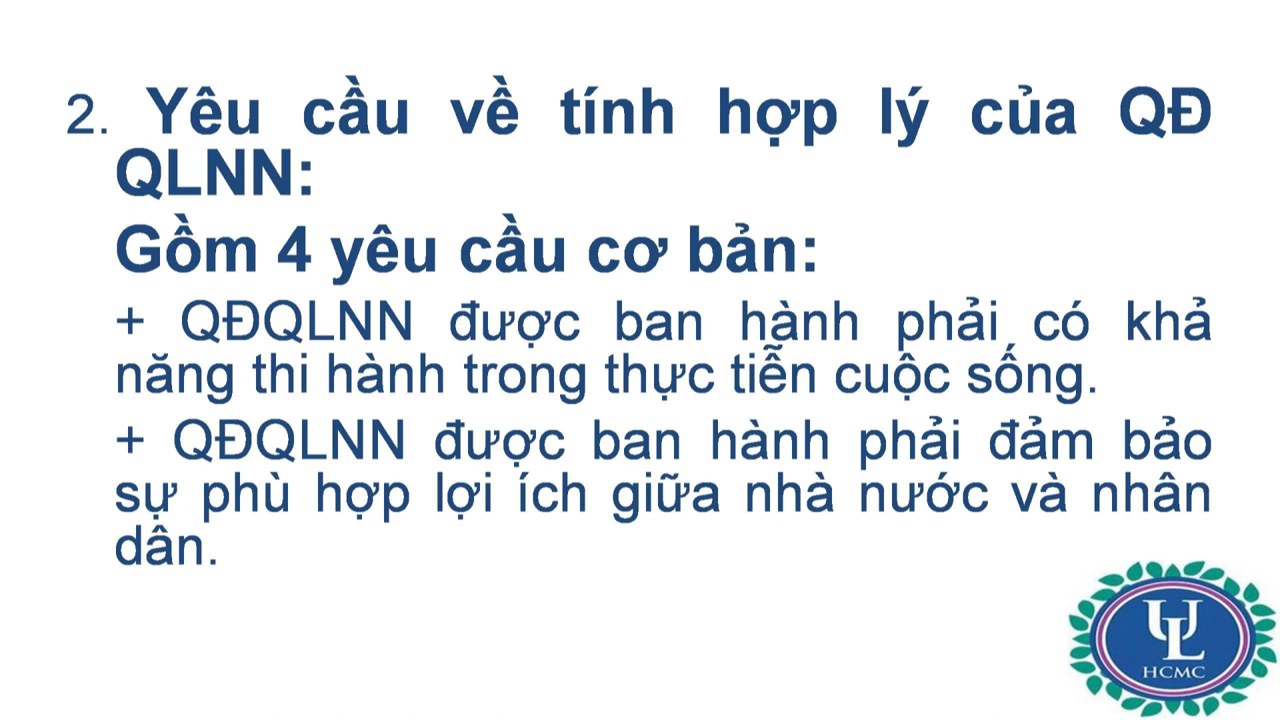 2. Yêu cầu về tính hợp lý của QĐ
QLNN:
Gồm 4 yêu cầu cơ bản:
+ QĐQLNN được ban hành phải có khả
năng thi hành trong thực tiễn cuộc sống.
+ QĐQLNN được ban hành phải đảm bảo
sự phù hợp lợi ích giữa nhà nước và nhân
dân.
UL
HCMC